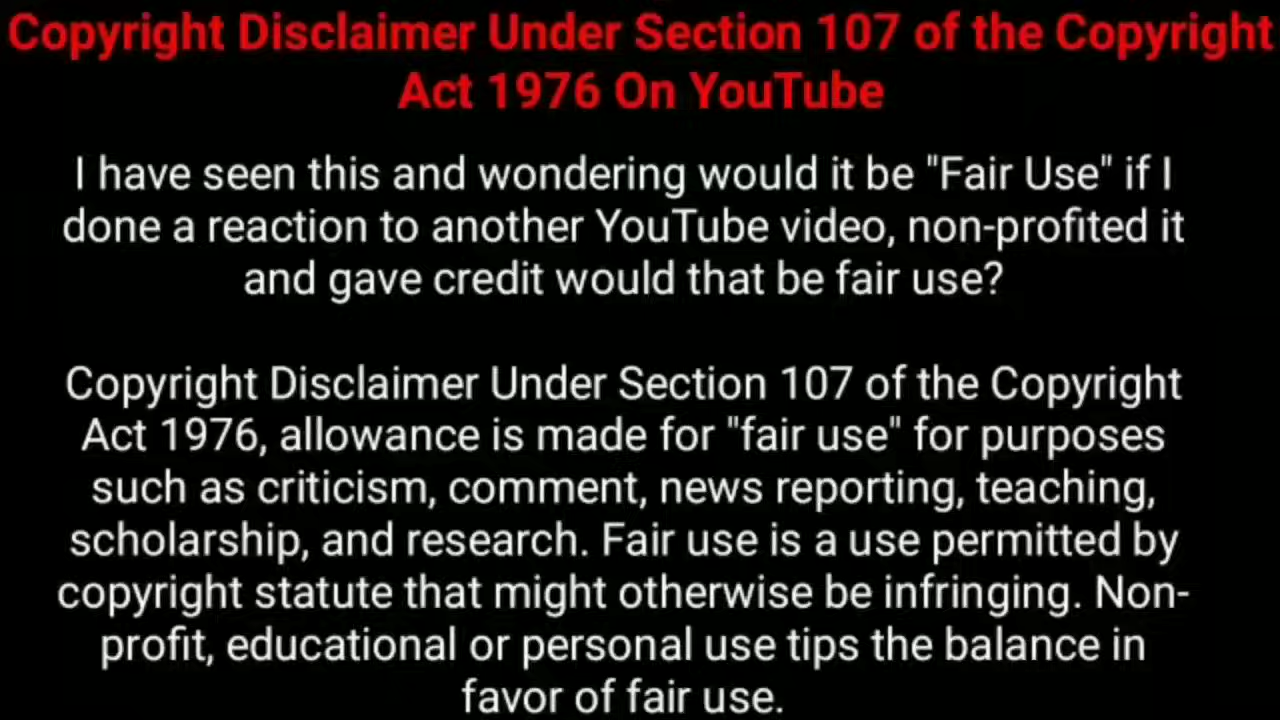 Copyright Disclaimer Under Section 107 of the Copyright
Act 1976 On YouTube
I have seen this and wondering would it be "Fair Use" if I
done a reaction to another YouTube video, non-profited it
and gave credit would that be fair use?
Copyright Disclaimer Under Section 107 of the Copyright
Act 1976, allowance is made for "fair use" for purposes
such as criticism, comment, news reporting, teaching,
scholarship, and research. Fair use is a use permitted by
copyright statute that might otherwise be infringing. Non-
profit, educational or personal use tips the balance in
favor of fair use.